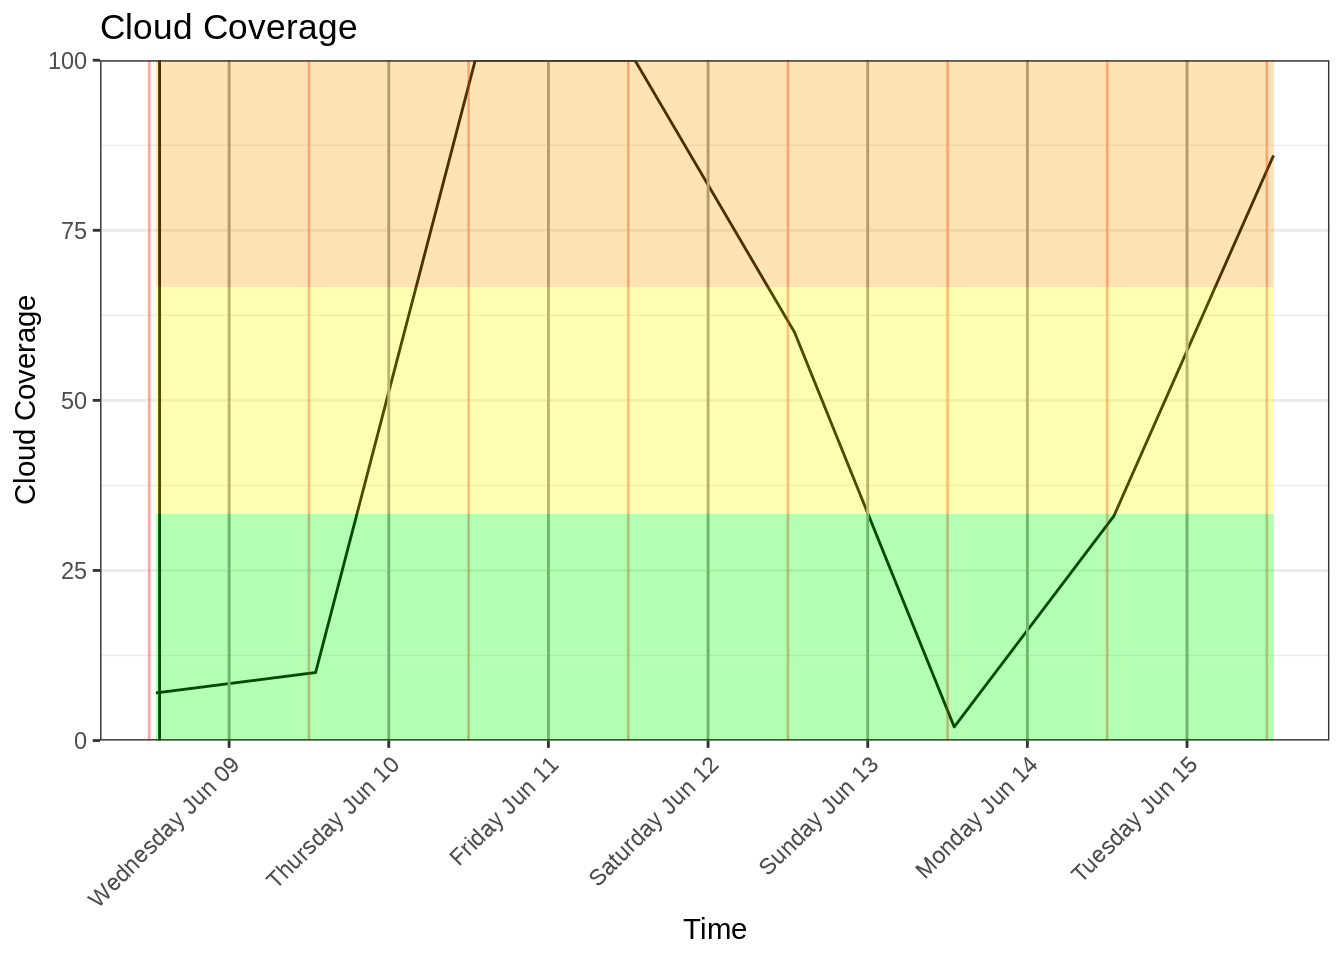 Cloud Coverage
100
75
50
25
0
Cloud Coverage
Wednesday Jun 09
Thursday Jun 10
Friday Jun 11
Saturday Jun 12
Sunday Jun 13
Monday Jun 14
Tuesday Jun 15
Time